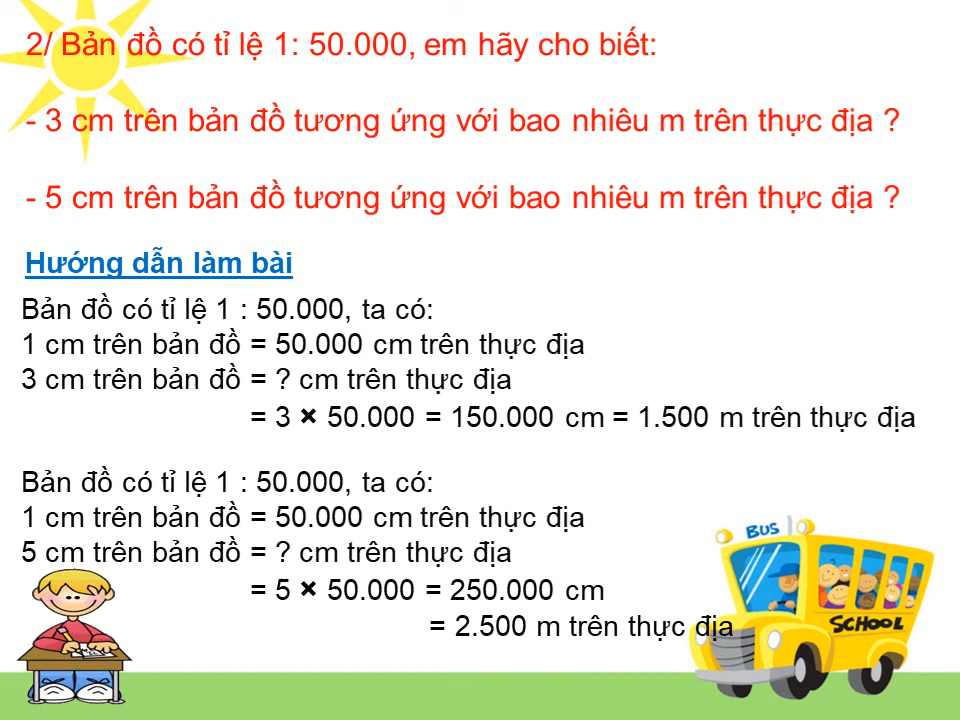 2/ Bản đồ có tỉ lệ 1: 50.000, em hãy cho biết:
- 3 cm trên bản đồ tương ứng với bao nhiêu m trên thực địa ?
- 5 cm trên bản đồ tương ứng với bao nhiêu m trên thực địa ?
Hướng dẫn làm bài
Bản đồ có tỉ lệ 1 : 50.000, ta có:
1 cm trên bản đồ = 50.000 cm trên thực địa
3 cm trên bản đồ = ? cm trên thực địa
= 3 × 50.000 = 150.000 cm = 1.500 m trên thực địa
Bản đồ có tỉ lệ 1 : 50.000, ta có:
1 cm trên bản đồ = 50.000 cm trên thực địa
5 cm trên bản đồ = ? cm trên thực địa
= 5 × 50.000 = 250.000 cm
= 2.500 m trên thực địa
BUS
SCHOOL